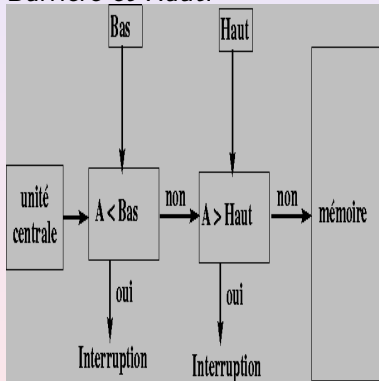 Barrière et Haut.
Bas
Haut
unité
centrale
A < Bas
non
A > Haut
non
mémoire
oui
oui
Interruption
Interruption